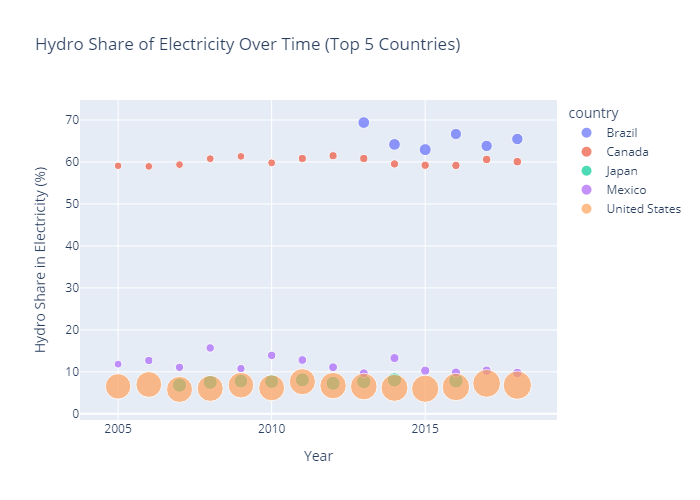 Hydro Share of Electricity Over Time (Top 5 Countries)
country
Brazil
Canada
Japan
Mexico
United States
Hydro Share in Electricity (%)
70
60
50
40
30
20
10
0
2005
2010
2015
Year